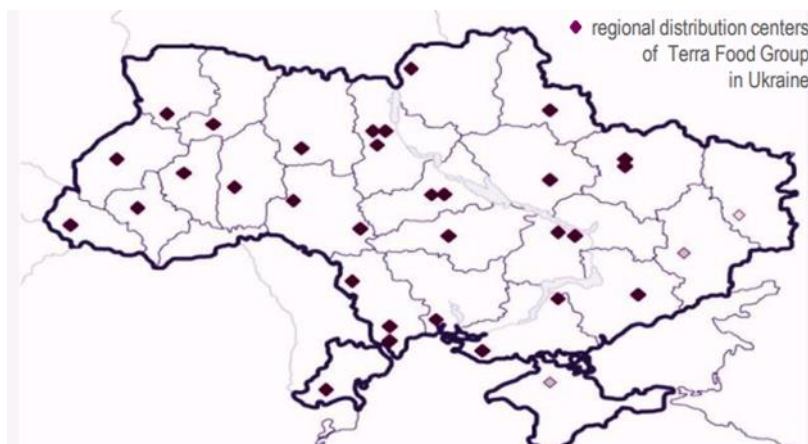 regional distribution centers
of Terra Food Group
in Ukraine